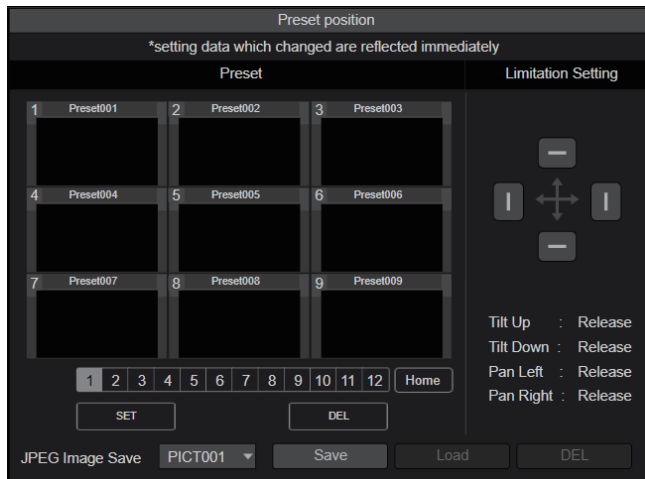 Preset position
*setting data which changed are reflected immediately
Preset
Limitation Setting
1 Preset001 2 Preset002 3 Preset003
4 Preset004 5 Preset005 6 Preset006
7 Preset007 8 Preset008 9 Preset009
Tilt Up : Release
Tilt Down : Release
Pan Left : Release
Pan Right : Release
1 2 3 4 5 6 7 8 9 10 11 12 Home
SET DEL
JPEG Image Save PICT001 Save Load DEL